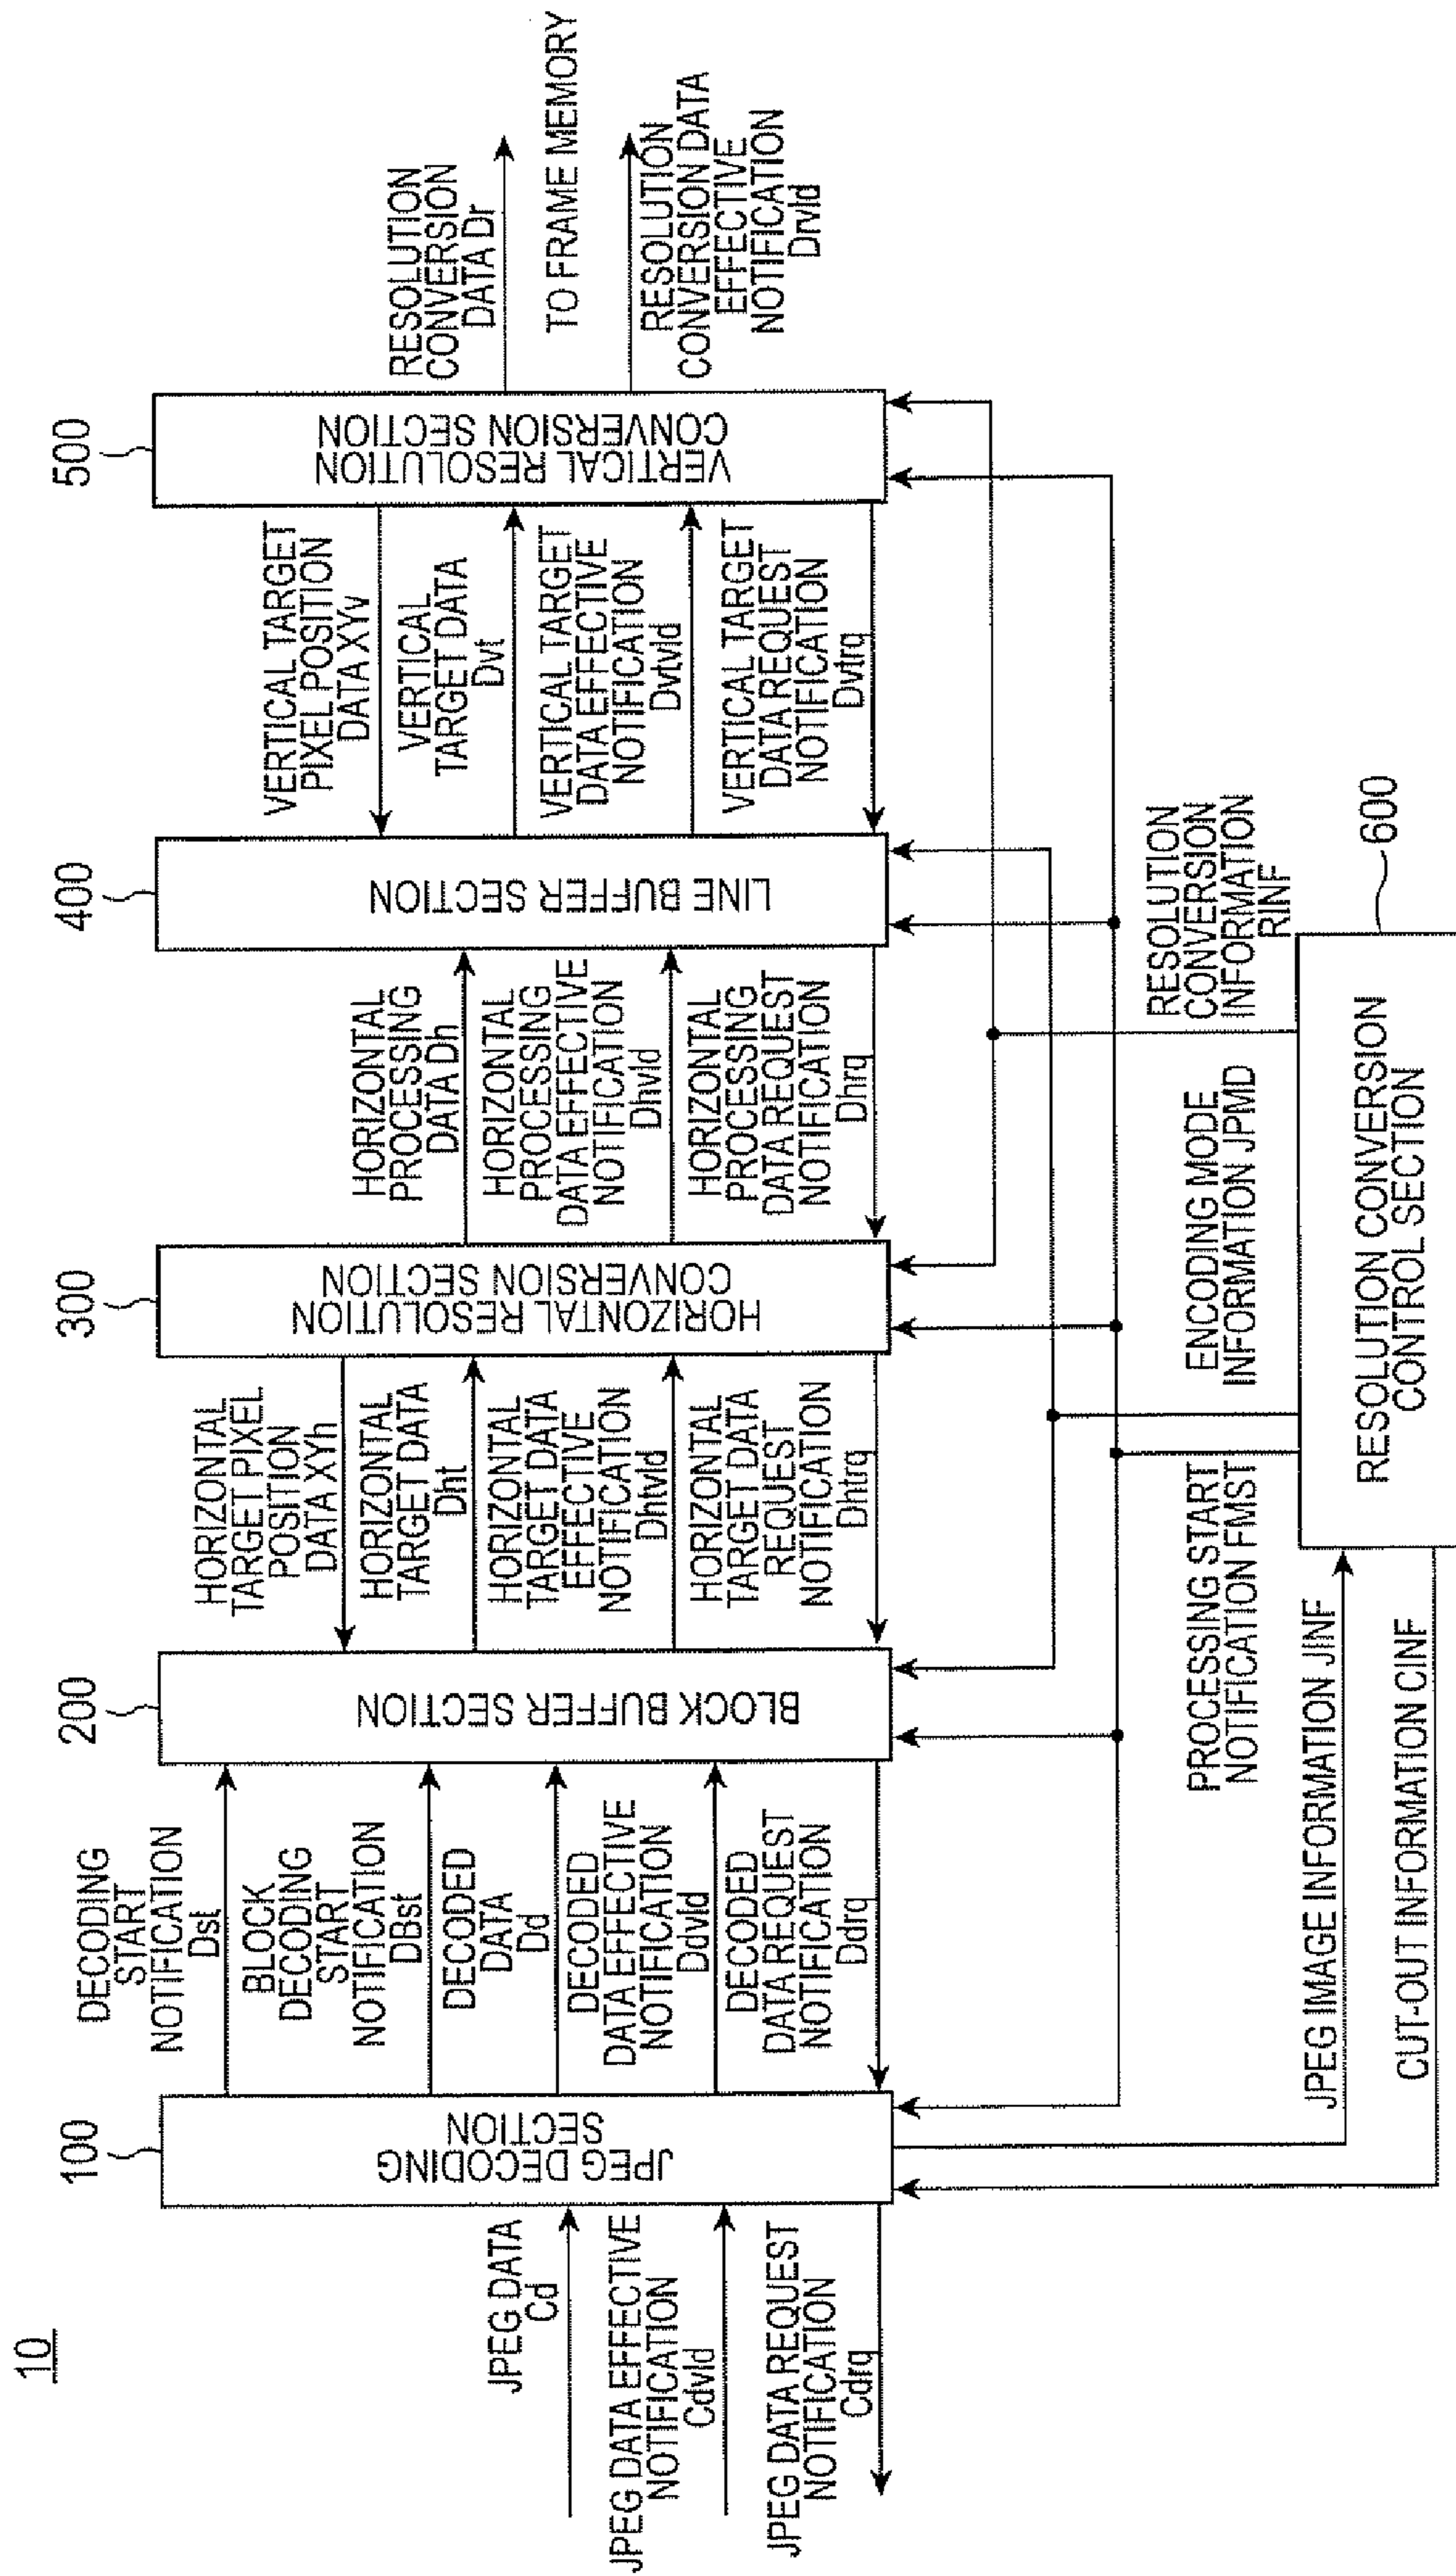 10
JPEG DATA
Cd
JPEG DATA EFFECTIVE
NOTIFICATION
Cdvld
JPEG DATA REQUEST
NOTIFICATION
Cdrq
100
JPEG DECODING
SECTION
DECODING
START
NOTIFICATION
Dst
BLOCK
DECODING
START
NOTIFICATION
DBst
DECODED
DATA
Dd
DECODED
DATA EFFECTIVE
NOTIFICATION
Ddvld
DECODED
DATA REQUEST
NOTIFICATION
Ddrq
200
BLOCK BUFFER SECTION
HORIZONTAL
TARGET PIXEL
POSITION
DATA XYh
HORIZONTAL
TARGET DATA
Dht
HORIZONTAL
TARGET DATA
EFFECTIVE
NOTIFICATION
Dhtvld
HORIZONTAL
TARGET DATA
REQUEST
NOTIFICATION
Dhtrq
300
HORIZONTAL RESOLUTION
CONVERSION SECTION
HORIZONTAL
PROCESSING
DATA Dh
HORIZONTAL
PROCESSING
DATA EFFECTIVE
NOTIFICATION
Dhvld
HORIZONTAL
PROCESSING
DATA REQUEST
NOTIFICATION
Dhrq
400
LINE BUFFER SECTION
VERTICAL TARGET
PIXEL POSITION
DATA XYv
VERTICAL
TARGET DATA
Dvt
VERTICAL TARGET
DATA EFFECTIVE
NOTIFICATION
Dvtvld
VERTICAL TARGET
DATA REQUEST
NOTIFICATION
Dvtrq
500
VERTICAL RESOLUTION
CONVERSION SECTION
RESOLUTION
CONVERSION
DATA Dr
TO FRAME MEMORY
RESOLUTION
CONVERSION DATA
EFFECTIVE
NOTIFICATION
Drvld
JPEG IMAGE INFORMATION JINF
CUT-OUT INFORMATION CINF
PROCESSING START
NOTIFICATION FMST
ENCODING MODE
INFORMATION JPMD
RESOLUTION
CONVERSION
INFORMATION
RINF
600
RESOLUTION CONVERSION
CONTROL SECTION